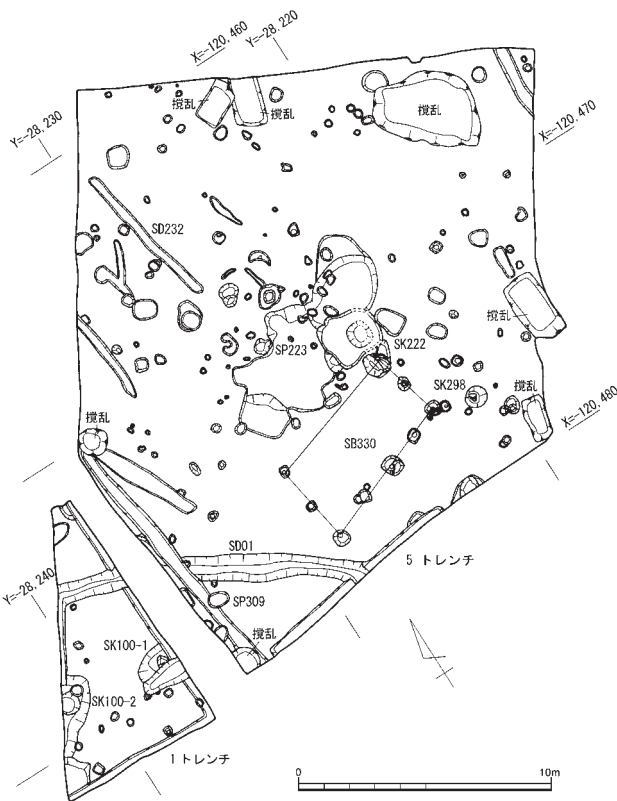 X=-120,460
Y=-28,220
攪乱
攪乱
攪乱
X=-120,470
Y=-28,230
SD232
攪乱
SP223
SK222
SK298
攪乱
X=-120,480
攪乱
SB330
SD01
5 トレンチ
Y=-28,240
SP309
攪乱
SK100-1
SK100-2
1 トレンチ
0
10m